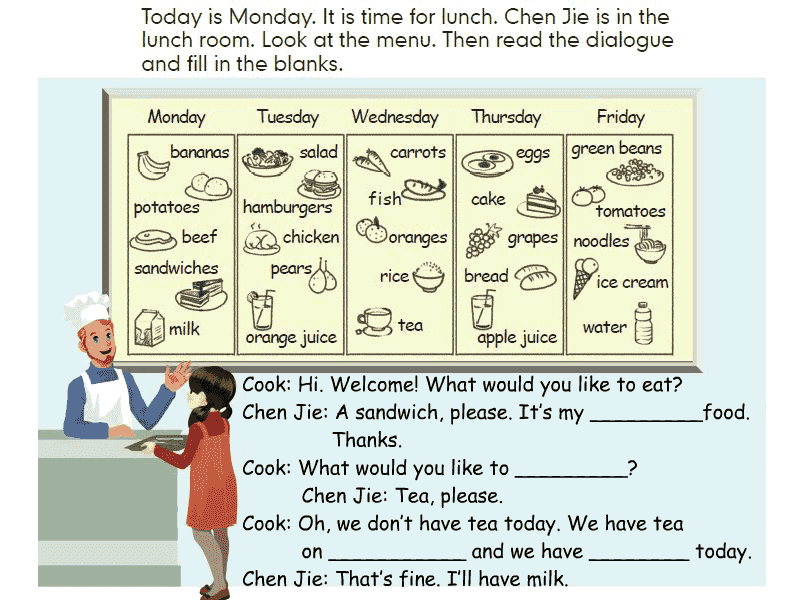 Today is Monday. It is time for lunch. Chen Jie is in the
lunch room. Look at the menu. Then read the dialogue
and fill in the blanks.
Monday Tuesday Wednesday Thursday Friday
bananas
potatoes
beef
sandwiches
milk
salad
hamburgers
chicken
pears
orange juice
carrots
fish
oranges
rice
tea
eggs
cake
grapes
bread
apple juice
green beans
tomatoes
noodles
ice cream
water
Cook: Hi. Welcome! What would you like to eat?
Chen Jie: A sandwich, please. It's my _________food.
Thanks.
Cook: What would you like to _________?
Chen Jie: Tea, please.
Cook: Oh, we don't have tea today. We have tea
on ___________ and we have ________ today.
Chen Jie: That's fine. I'll have milk.